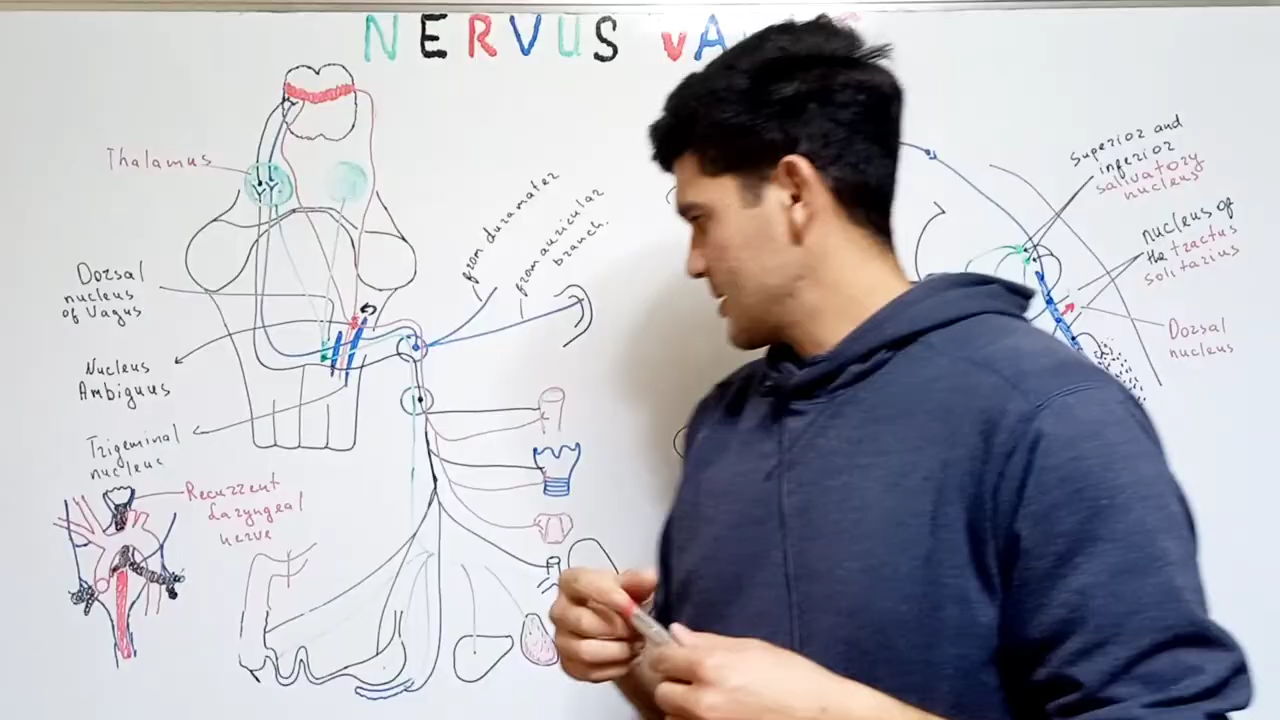 NERVUS VA
Thalamus
Dorsal
nucleus
of Vagus
Nucleus
Ambiguus
Trigeminal
nucleus
Recurrent
Laryngeal
nerve
from duramater
from auricular
branch.
Superior and
inferior
salivatory
nucleus
nucleus of
the tractus
solitarius
Dorsal
nucleus